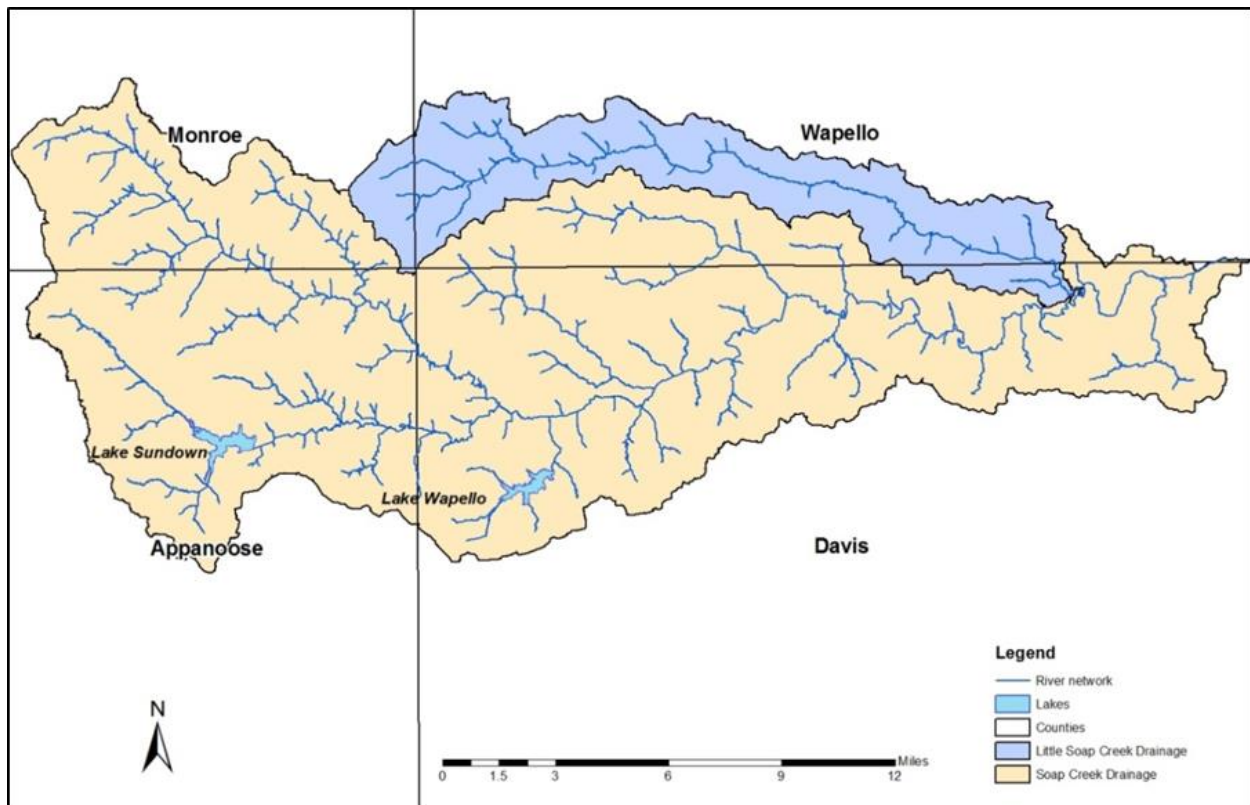 Monroe
Wapello
Lake Sundown
Lake Wapello
Appanoose
Davis
Legend
River network
Lakes
Counties
Little Soap Creek Drainage
Soap Creek Drainage
N
Miles
0 1.5 3 6 9 12